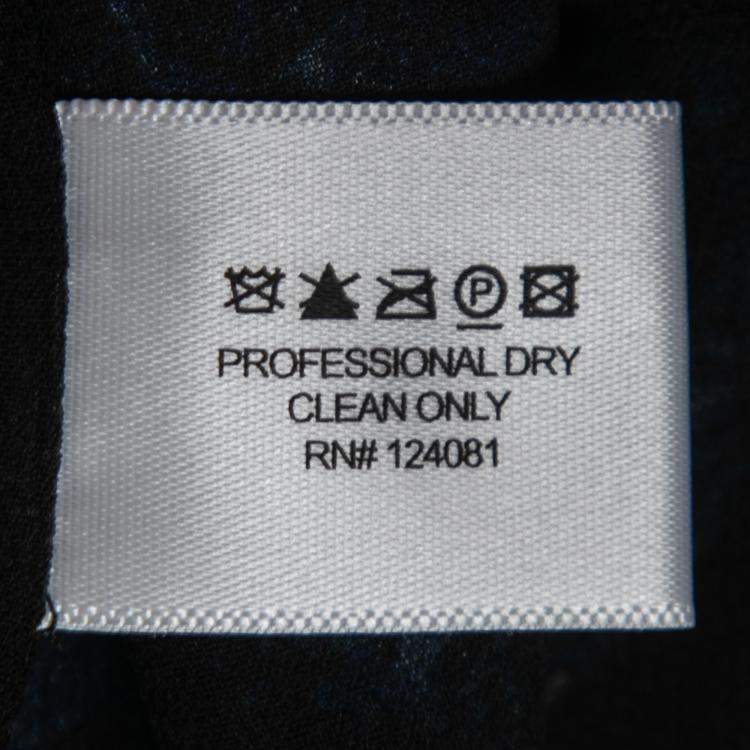 P
PROFESSIONAL DRY
CLEAN ONLY
RN# 124081